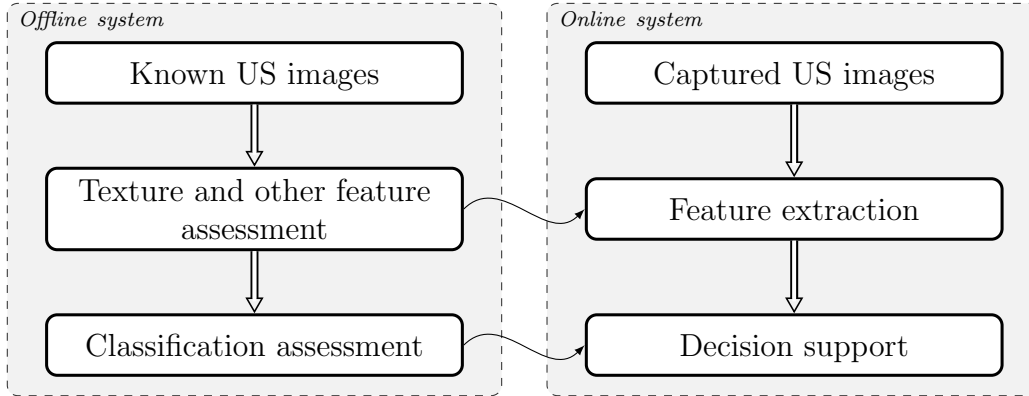 Offline system
Known US images
Texture and other feature
assessment
Classification assessment
Online system
Captured US images
Feature extraction
Decision support